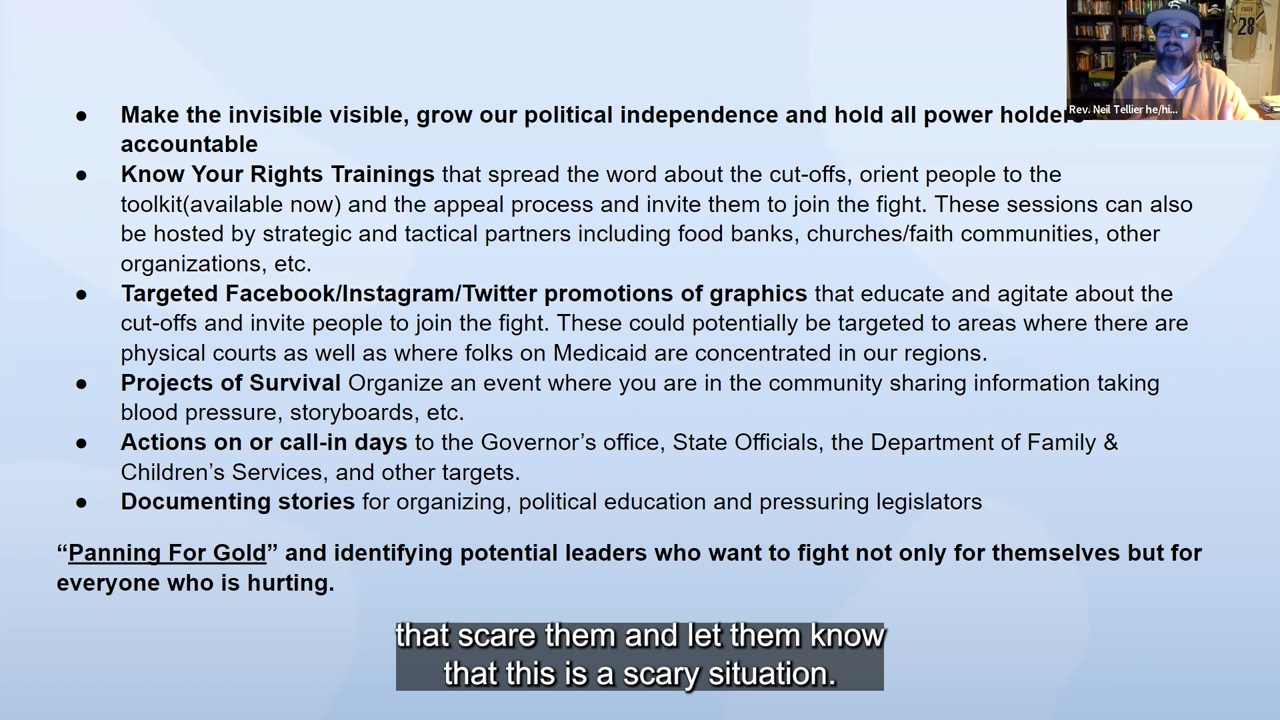 ● Make the invisible visible, grow our political independence and hold all power holders
accountable
● Know Your Rights Trainings that spread the word about the cut-offs, orient people to the
toolkit(available now) and the appeal process and invite them to join the fight. These sessions can also
be hosted by strategic and tactical partners including food banks, churches/faith communities, other
organizations, etc.
● Targeted Facebook/Instagram/Twitter promotions of graphics that educate and agitate about the
cut-offs and invite people to join the fight. These could potentially be targeted to areas where there are
physical courts as well as where folks on Medicaid are concentrated in our regions.
● Projects of Survival Organize an event where you are in the community sharing information taking
blood pressure, storyboards, etc.
● Actions on or call-in days to the Governor’s office, State Officials, the Department of Family &
Children’s Services, and other targets.
● Documenting stories for organizing, political education and pressuring legislators
“Panning For Gold” and identifying potential leaders who want to fight not only for themselves but for
everyone who is hurting.
28
Rev. Neil Tellier he/hi...
that scare them and let them know
that this is a scary situation.